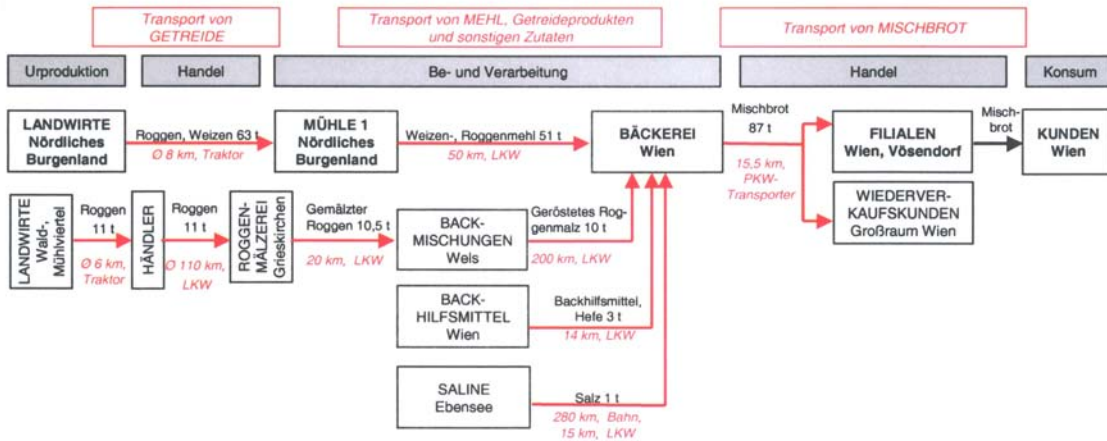 Transport von
GETREIDE
Transport von MEHL, Getreideprodukten
und sonstigen Zutaten
Transport von MISCHBROT
Urproduktion
Handel
Be- und Verarbeitung
Handel
Konsum
LANDWIRTE
Nördliches
Burgenland
Roggen, Weizen 63 t
Ø 8 km, Traktor
MÜHLE 1
Nördliches
Burgenland
Weizen-, Roggenmehl 51 t
50 km, LKW
BÄCKEREI
Wien
Mischbrot
87 t
15,5 km,
PKW-
Transporter
FILIALEN
Wien, Vösendorf
Misch-
brot
KUNDEN
Wien
WIEDERVER-
KAUFSKUNDEN
Großraum Wien
LANDWIRTE
Wald-,
Mühlviertel
Roggen
11 t
Ø 6 km,
Traktor
HÄNDLER
Roggen
11 t
Ø 110 km,
LKW
ROGGEN-
MÄLZEREI
Grieskirchen
Gemälzter
Roggen 10,5 t
20 km, LKW
BACK-
MISCHUNGEN
Wels
Geröstetes Rog-
genmalz 10 t
200 km, LKW
BACK-
HILFSMITTEL
Wien
Backhilfsmittel,
Hefe 3 t
14 km, LKW
SALINE
Ebensee
Salz 1 t
280 km, Bahn,
15 km, LKW